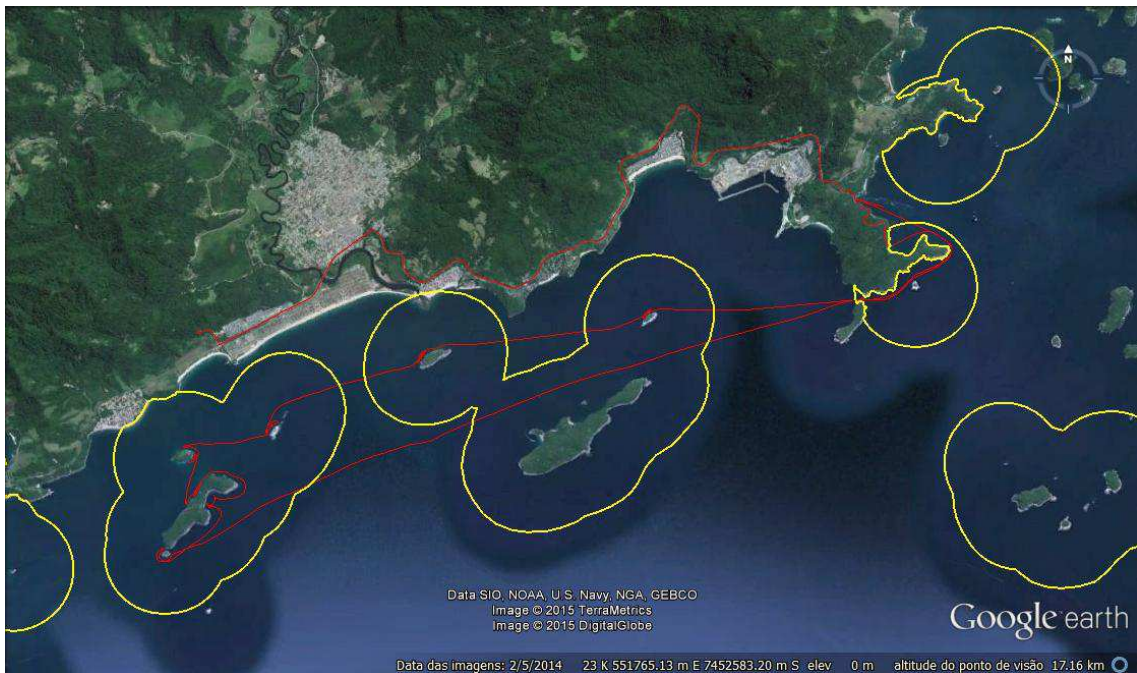 N
Data SIO, NOAA, U.S. Navy, NGA, GEBCO
Image © 2015 TerraMetrics
Image © 2015 DigitalGlobe
Google earth
Data das imagens: 2/5/2014 23 K 551765.13 m E 7452583.20 m S elev 0 m altitude do ponto de visão 17.16 km